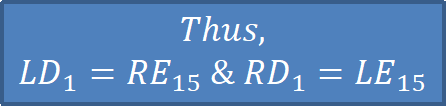 Thus,
LD₁ = RE₁₅ & RD₁ = LE₁₅